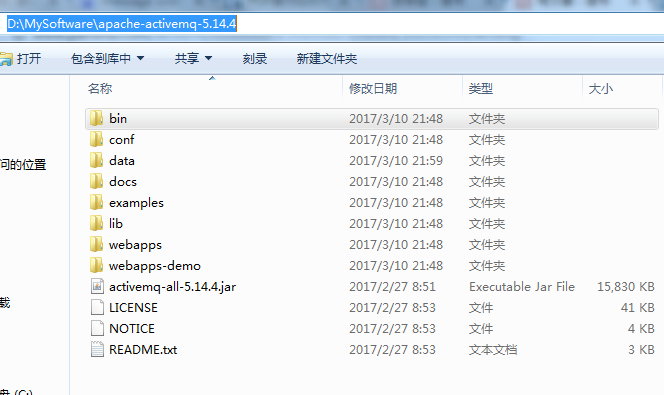 D:\MySoftware\apache-activemq-5.14.4
打开 包含到库中 共享 刻录 新建文件夹
名称 修改日期 类型 大小
bin 2017/3/10 21:48 文件夹
conf 2017/3/10 21:48 文件夹
问的位置 data 2017/3/10 21:59 文件夹
docs 2017/3/10 21:48 文件夹
examples 2017/3/10 21:48 文件夹
lib 2017/3/10 21:48 文件夹
webapps 2017/3/10 21:48 文件夹
webapps-demo 2017/3/10 21:48 文件夹
activemq-all-5.14.4.jar 2017/2/27 8:51 Executable Jar File 15,830 KB
载 LICENSE 2017/2/27 8:53 文件 41 KB
NOTICE 2017/2/27 8:53 文件 4 KB
README.txt 2017/2/27 8:53 文本文档 3 KB
盘 (C:)